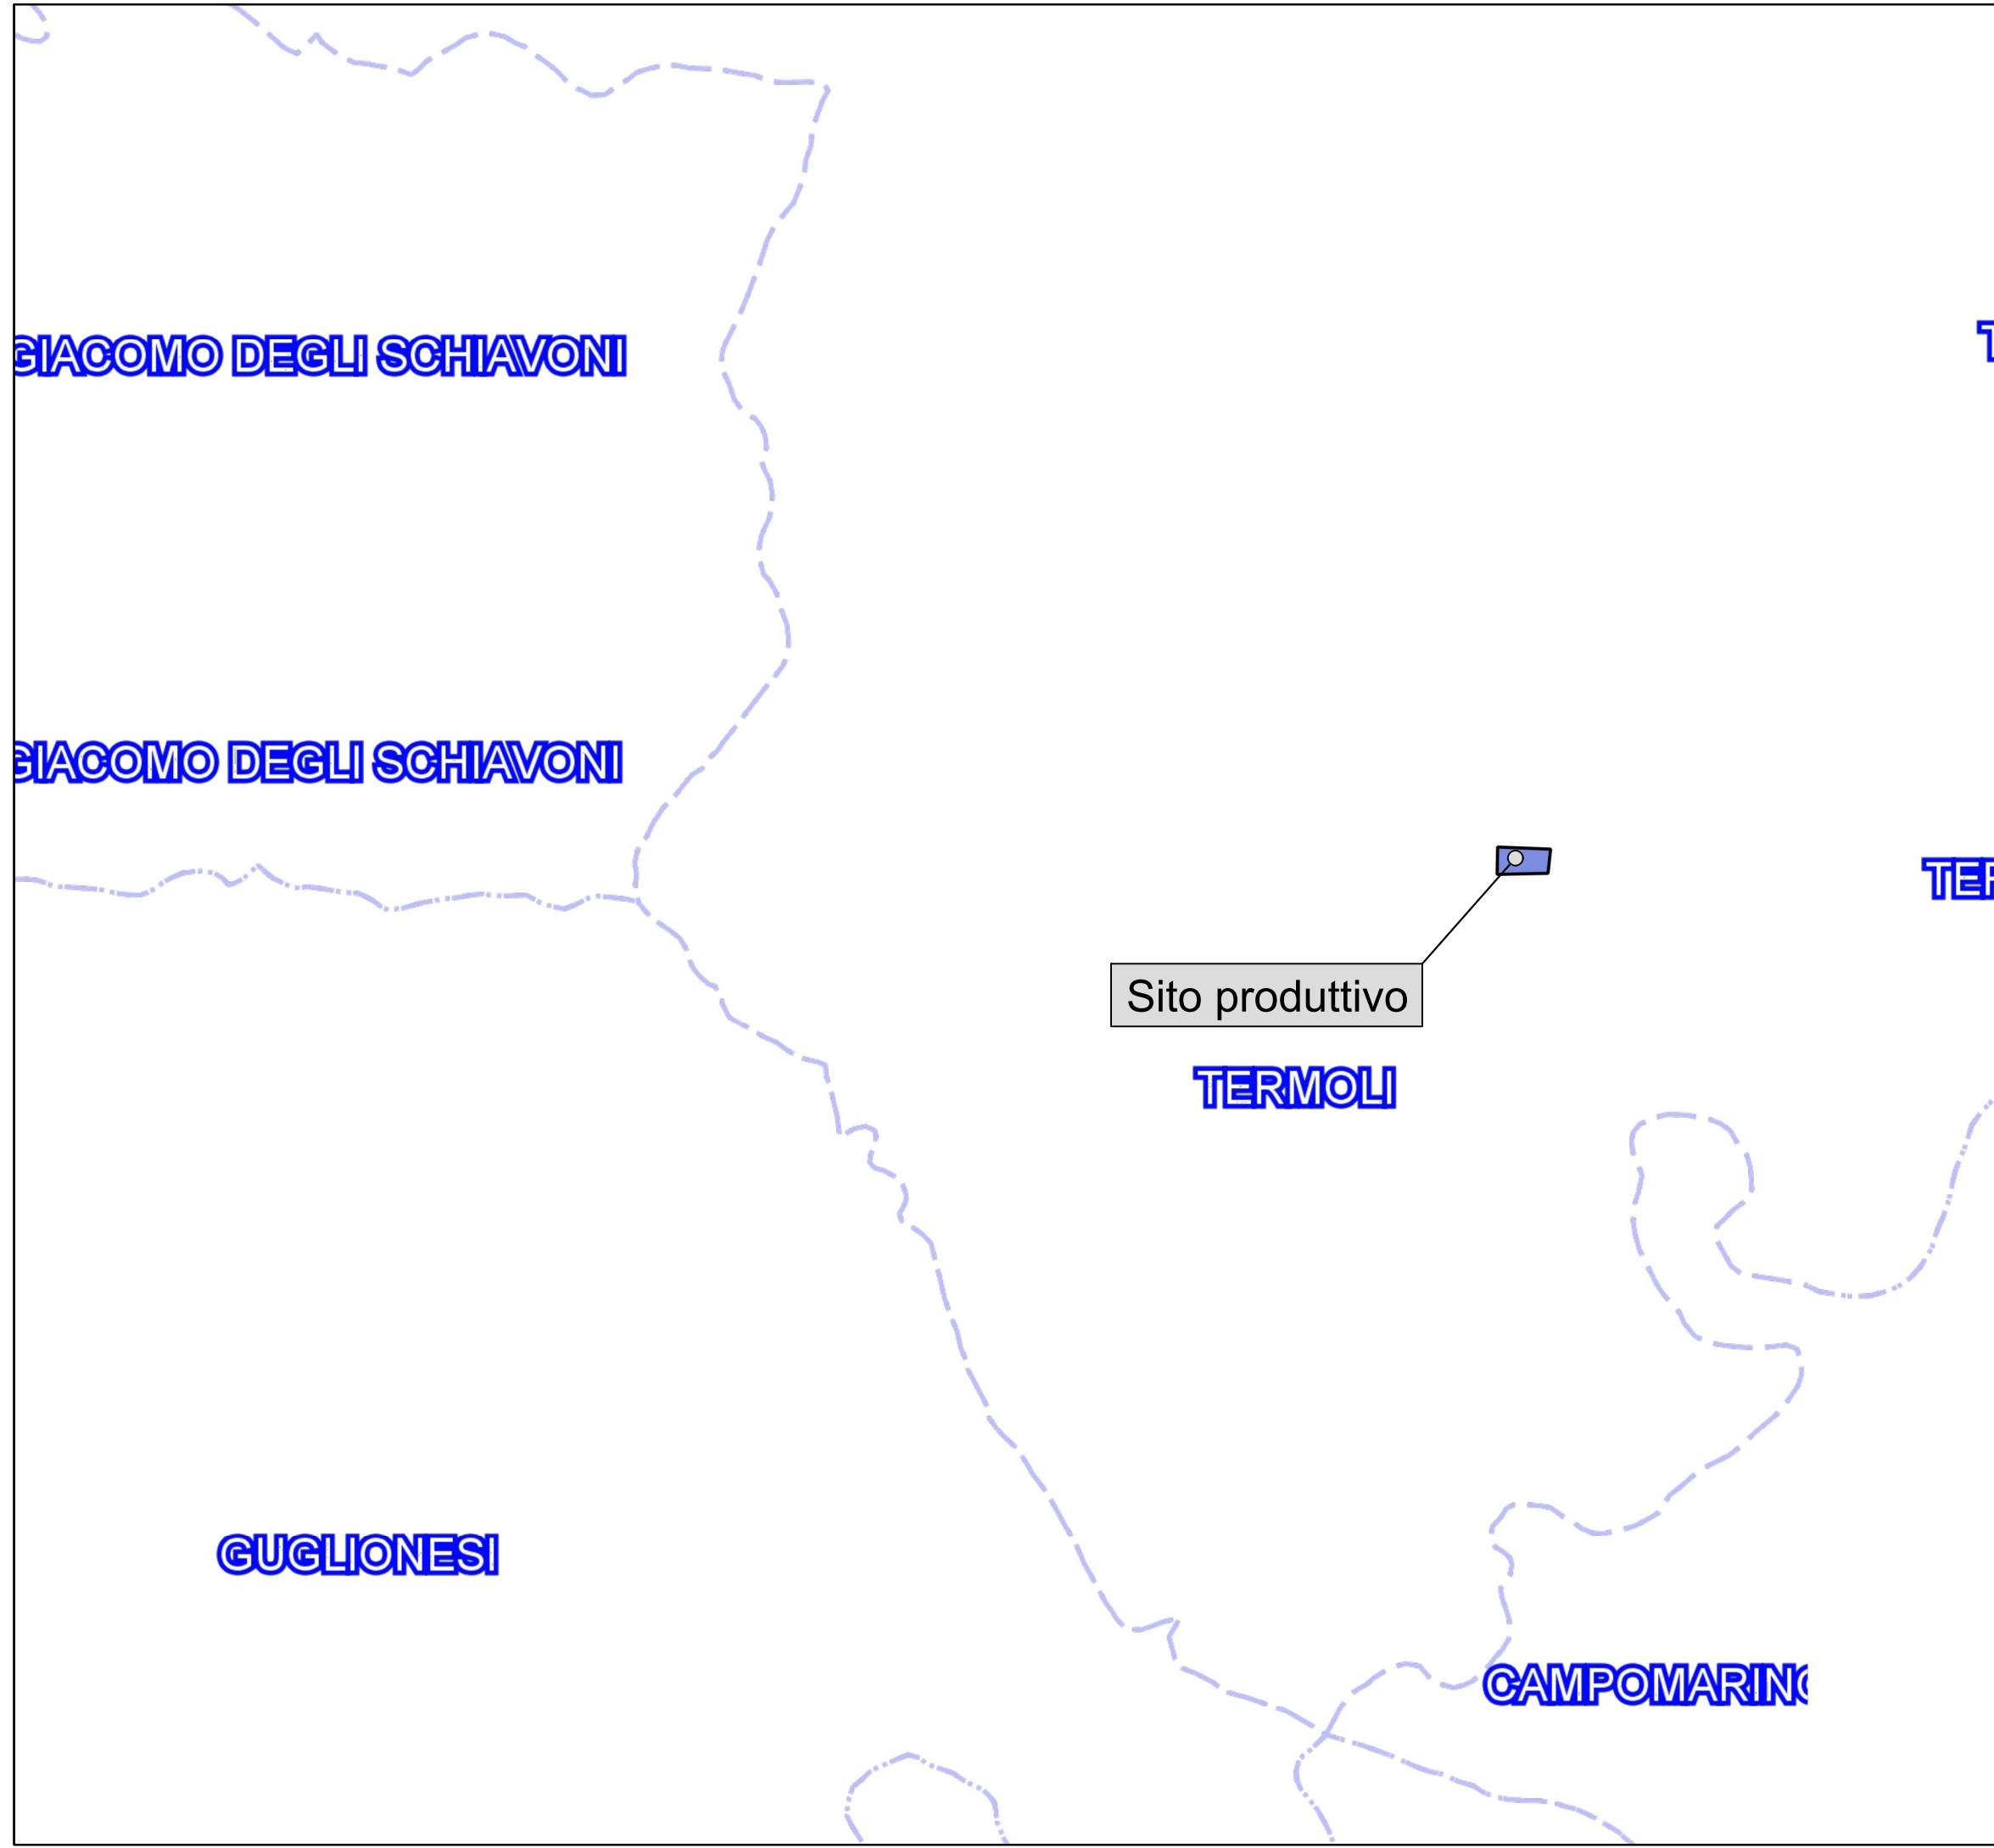 GIACOMO DEGLI SCHIAVONI
GIACOMO DEGLI SCHIAVONI
Sito produttivo
TERMOLI
GUGLIONESI
CAMPOMARINO